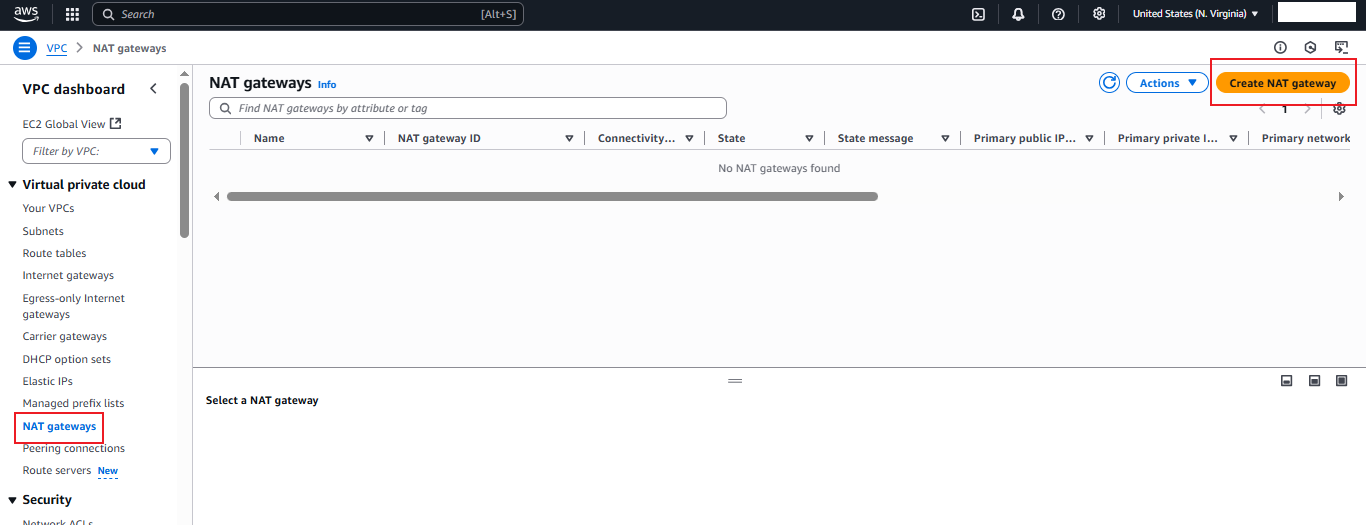 aws
Search [Alt+S] United States (N. Virginia)
VPC NAT gateways
VPC dashboard
EC2 Global View
Filter by VPC:
Virtual private cloud
Your VPCs
Subnets
Route tables
Internet gateways
Egress-only Internet
gateways
Carrier gateways
DHCP option sets
Elastic IPs
Managed prefix lists
NAT gateways
Peering connections
Route servers New
Security
Network ACLs
NAT gateways Info
Actions
Create NAT gateway
Find NAT gateways by attribute or tag
1
Name NAT gateway ID Connectivity... State State message Primary public IP... Primary private I... Primary network
No NAT gateways found
Select a NAT gateway